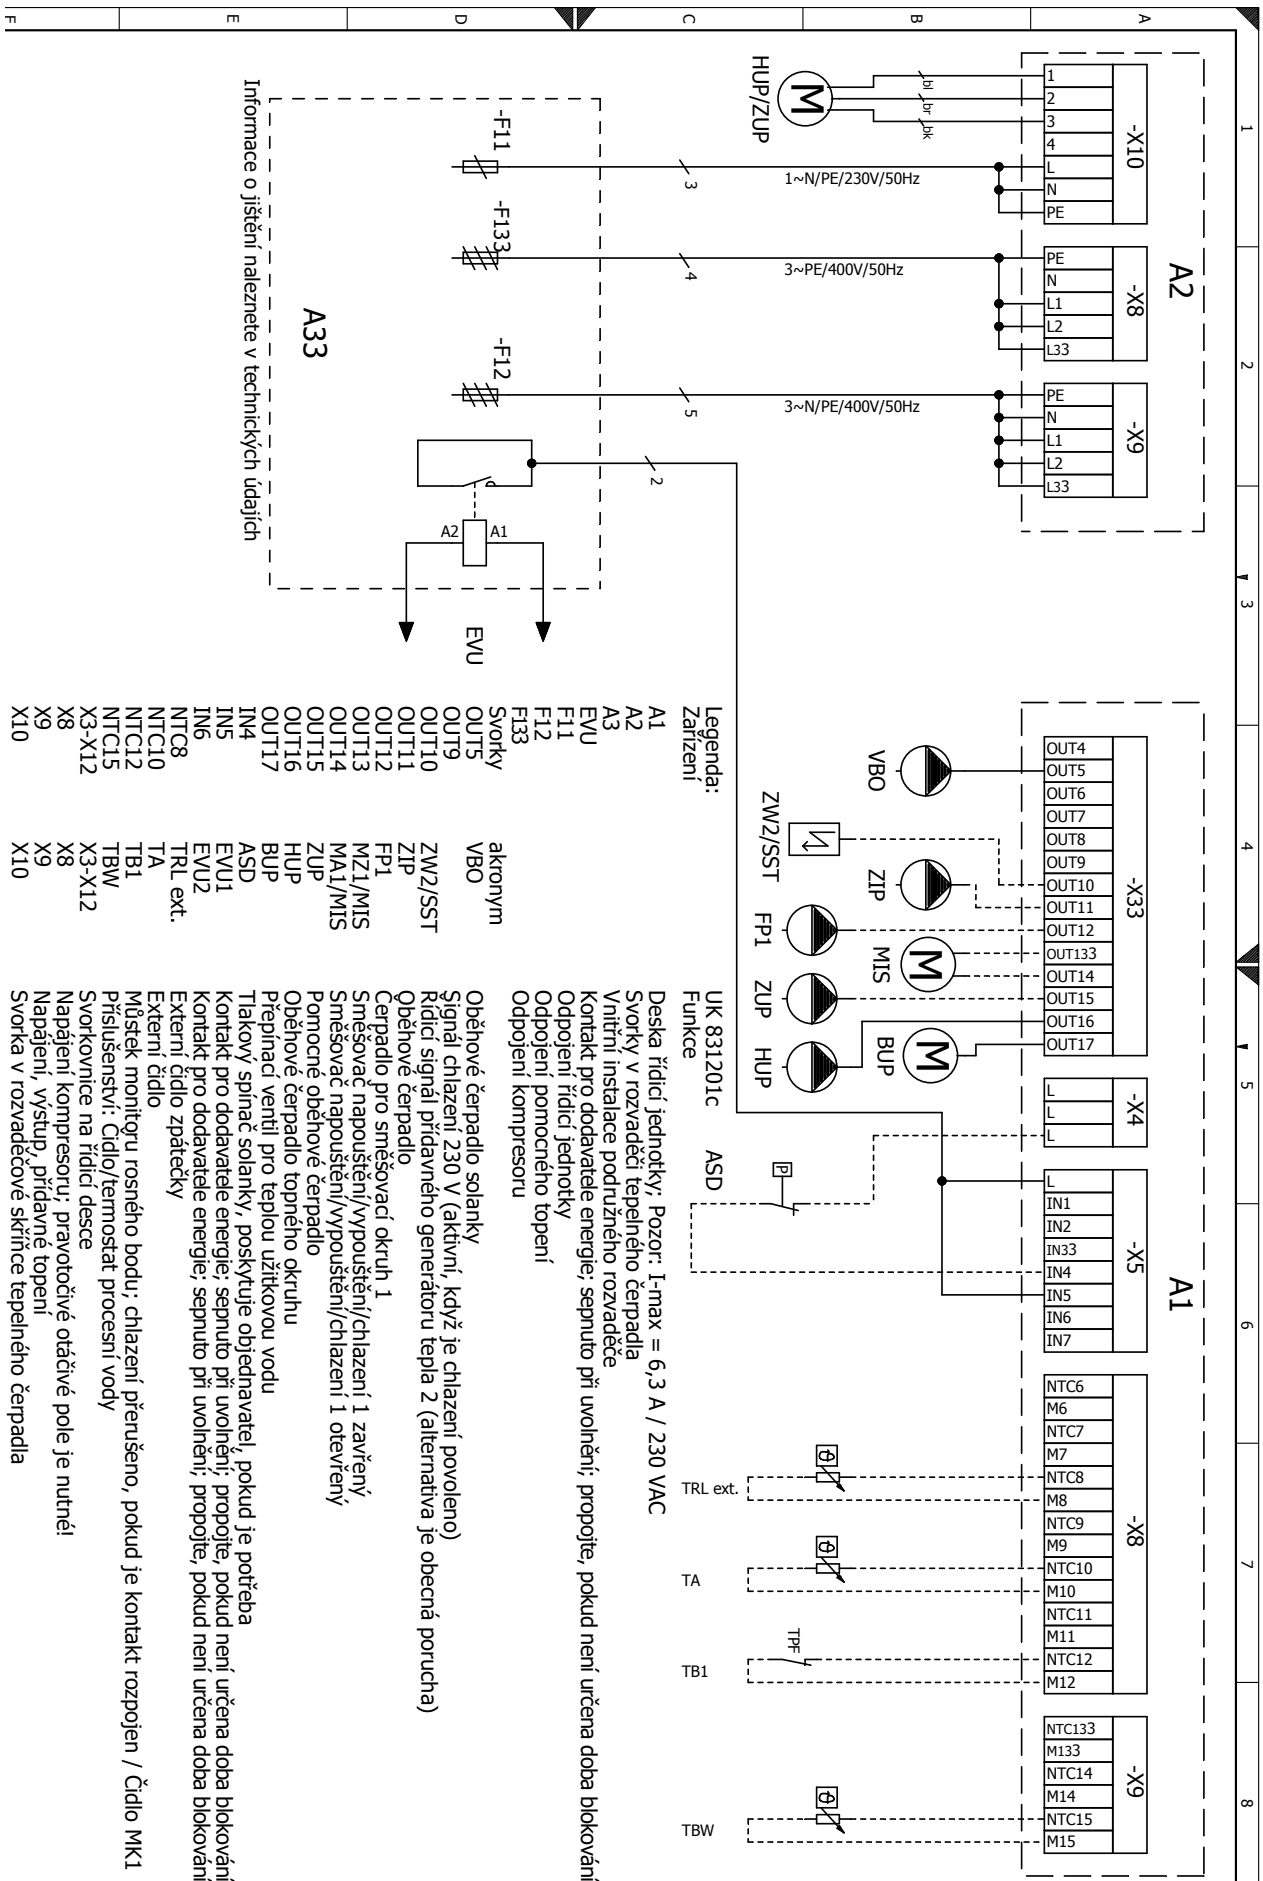 A
B
C
D
E
F
1
2
3
4
5
6
7
8
A2
-X10
1
2
3
4
L
N
PE
-X8
PE
N
L1
L2
L33
-X9
PE
N
L1
L2
L33
bl
br
bk
M
HUP/ZUP
1~N/PE/230V/50Hz
3~PE/400V/50Hz
3~N/PE/400V/50Hz
3
4
5
2
-F11
-F133
-F12
A2
A1
EVU
A33
Informace o jištění naleznete v technických údajích
A1
-X33
OUT4
OUT5
OUT6
OUT7
OUT8
OUT9
OUT10
OUT11
OUT12
OUT133
OUT14
OUT15
OUT16
OUT17
-X4
L
L
L
-X5
L
IN1
IN2
IN33
IN4
IN5
IN6
IN7
-X8
NTC6
M6
NTC7
M7
NTC8
M8
NTC9
M9
NTC10
M10
NTC11
M11
NTC12
M12
-X9
NTC133
M133
NTC14
M14
NTC15
M15
VBO
ZW2/SST
ZIP
FP1
M
MIS
ZUP
HUP
M
BUP
P
ASD
TRL ext.
TA
TPF
TB1
TBW
ϑ
ϑ
ϑ
Legenda: UK 831201c
Zařízení Funkce
A1 Deska řídicí jednotky; Pozor: I-max = 6,3 A / 230 VAC
A2 Svorky v rozvaděči tepelného čerpadla
A3 Vnitřní instalace podružného rozvaděče
EVU Kontakt pro dodavatele energie; sepnuto při uvolnění; propojte, pokud není určena doba blokování
F11 Odpojení řídicí jednotky
F12 Odpojení pomocného topení
F133 Odpojení kompresoru
Svorky akronym
OUT5 VBO Oběhové čerpadlo solanky
OUT9 Signál chlazení 230 V (aktivní, když je chlazení povoleno)
OUT10 ZW2/SST Řídicí signál přídavného generátoru tepla 2 (alternativa je obecná porucha)
OUT11 ZIP Oběhové čerpadlo
OUT12 FP1 Čerpadlo pro směšovací okruh 1
OUT13 MZ1/MIS Směšovač napouštění/vypouštění/chlazení 1 zavřený
OUT14 MA1/MIS Směšovač napouštění/vypouštění/chlazení 1 otevřený
OUT15 ZUP Pomocné oběhové čerpadlo
OUT16 HUP Oběhové čerpadlo topného okruhu
OUT17 BUP Přepínací ventil pro teplou užitkovou vodu
IN4 ASD Tlakový spínač solanky, poskytuje objednavatel, pokud je potřeba
IN5 EVU1 Kontakt pro dodavatele energie; sepnuto při uvolnění; propojte, pokud není určena doba blokování
IN6 EVU2 Kontakt pro dodavatele energie; sepnuto při uvolnění; propojte, pokud není určena doba blokování
NTC8 TRL ext. Externí čidlo zpátečky
NTC10 TA Externí čidlo
NTC12 TB1 Můstek monitoru rosného bodu; chlazení přerušeno, pokud je kontakt rozpojen / Čidlo MK1
NTC15 TBW Příslušenství: Čidlo/termostat procesní vody
X3-X12 X3-X12 Svorkovnice na řídicí desce
X8 X8 Napájení kompresoru; pravotočivé otáčivé pole je nutné!
X9 X9 Napájení, výstup, přídavné topení
X10 X10 Svorka v rozvaděčové skříňce tepelného čerpadla